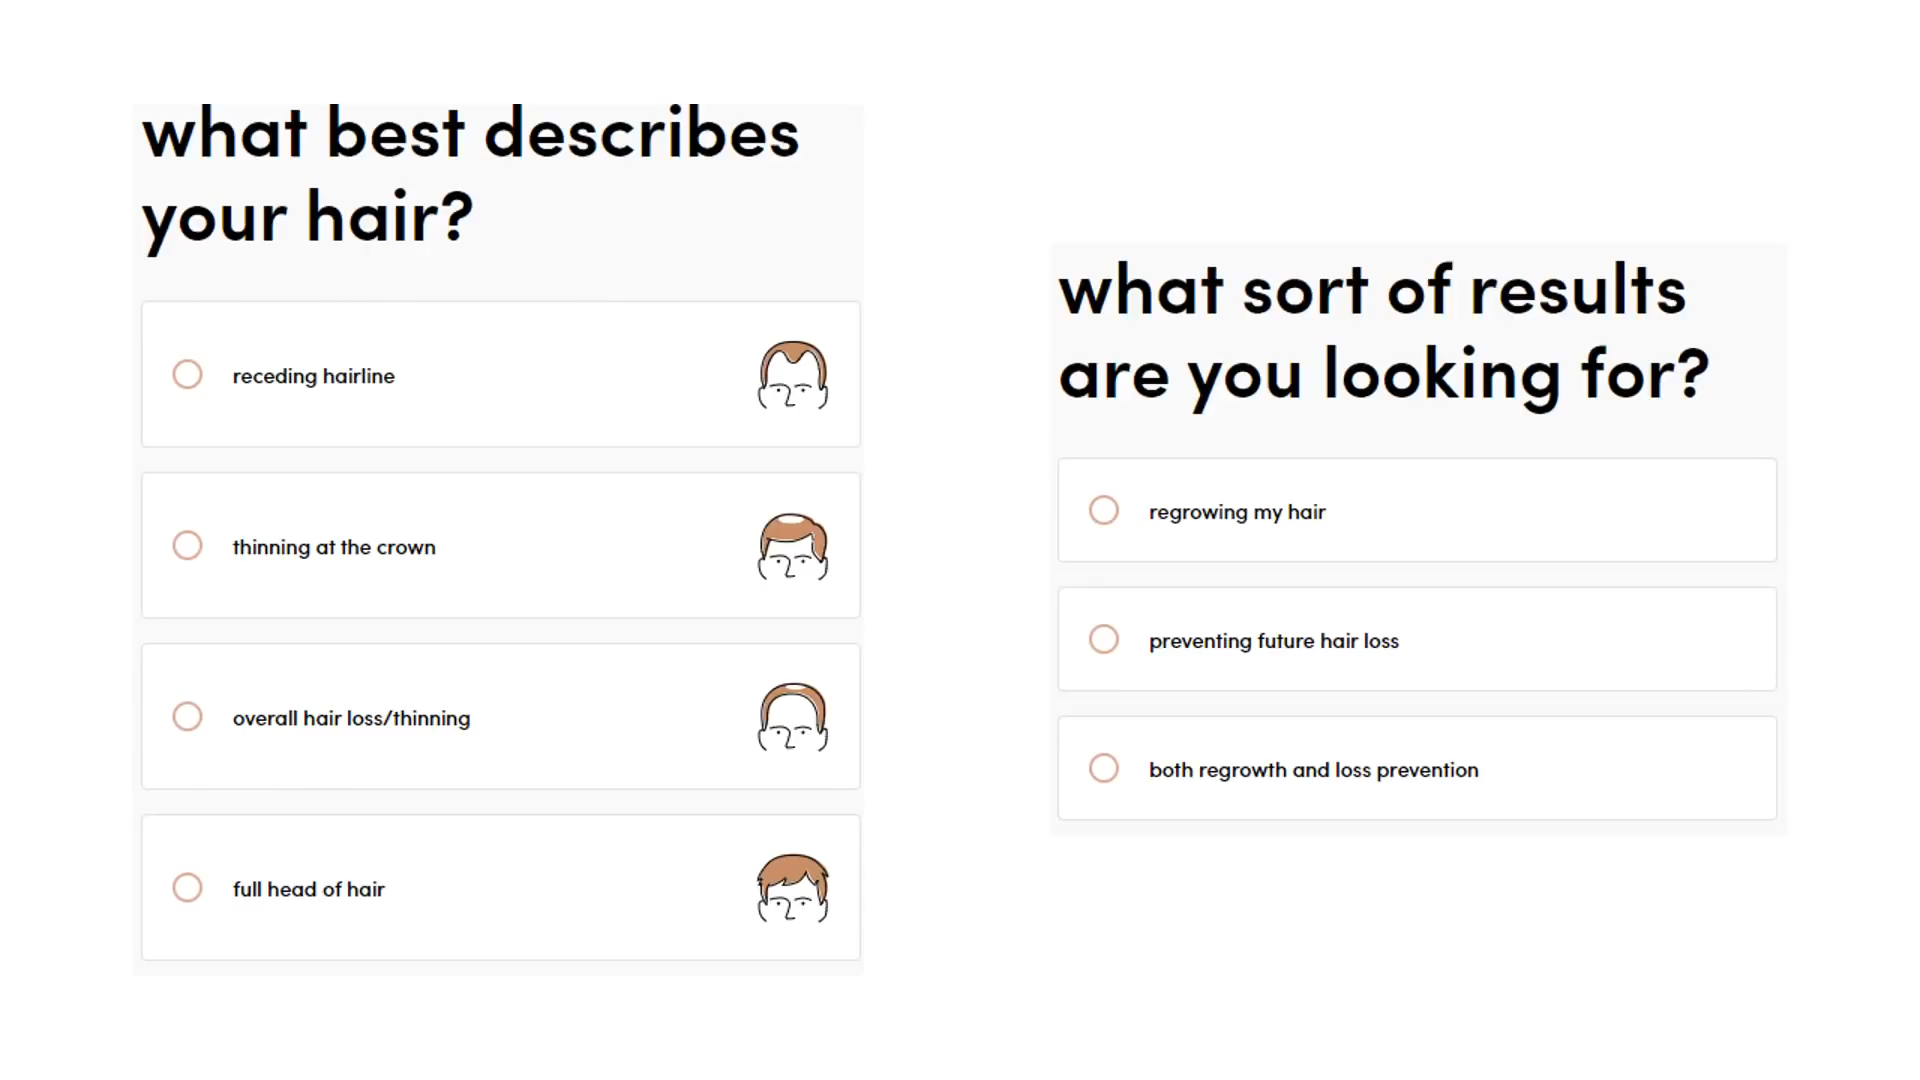 what best describes
your hair?
receding hairline
thinning at the crown
overall hair loss/thinning
full head of hair
what sort of results
are you looking for?
regrowing my hair
preventing future hair loss
both regrowth and loss prevention